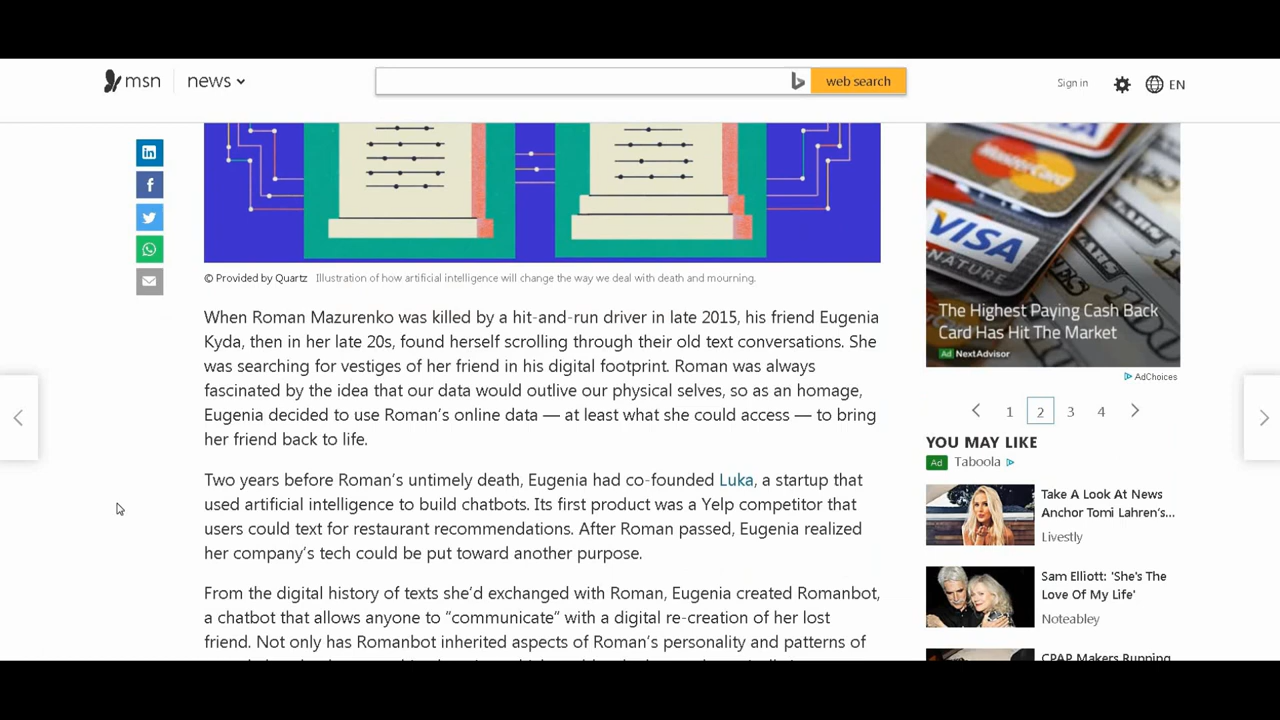 msn
news
web search
Sign in
EN
MasterCard
VISA
SIGNATURE
The Highest Paying Cash Back
Card Has Hit The Market
Ad NextAdvisor
AdChoices
© Provided by Quartz Illustration of how artificial intelligence will change the way we deal with death and mourning.
When Roman Mazurenko was killed by a hit-and-run driver in late 2015, his friend Eugenia
Kyda, then in her late 20s, found herself scrolling through their old text conversations. She
was searching for vestiges of her friend in his digital footprint. Roman was always
fascinated by the idea that our data would outlive our physical selves, so as an homage,
Eugenia decided to use Roman’s online data — at least what she could access — to bring
her friend back to life.
Two years before Roman’s untimely death, Eugenia had co-founded Luka, a startup that
used artificial intelligence to build chatbots. Its first product was a Yelp competitor that
users could text for restaurant recommendations. After Roman passed, Eugenia realized
her company’s tech could be put toward another purpose.
From the digital history of texts she’d exchanged with Roman, Eugenia created Romanbot,
a chatbot that allows anyone to “communicate” with a digital re-creation of her lost
friend. Not only has Romanbot inherited aspects of Roman’s personality and patterns of
1 2 3 4
YOU MAY LIKE
Ad Taboola
Take A Look At News
Anchor Tomi Lahren’s...
Livestly
Sam Elliott: 'She's The
Love Of My Life'
Noteabley
CPAP Makers Running